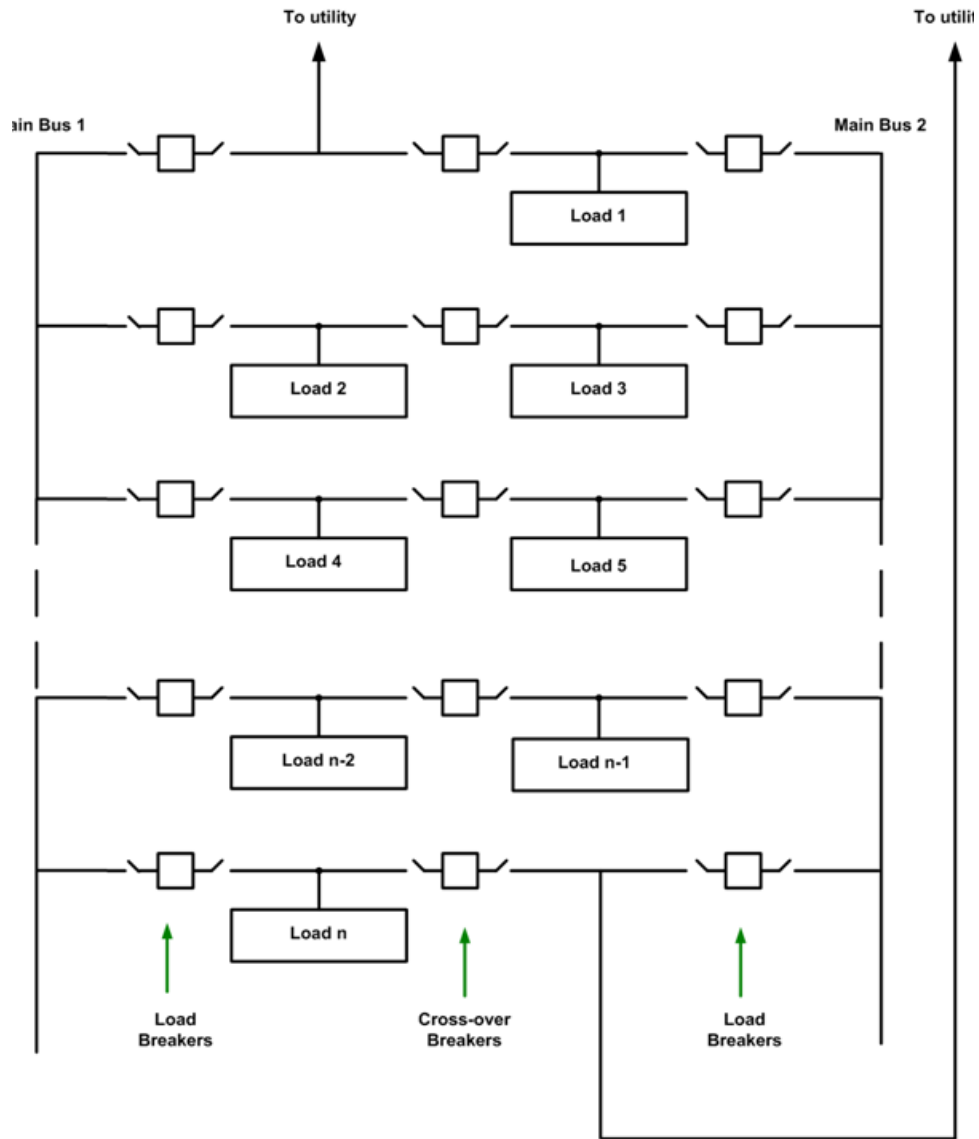 To utility
To utilit
ain Bus 1
Main Bus 2
Load 1
Load 2
Load 3
Load 4
Load 5
Load n-2
Load n-1
Load n
Load
Breakers
Cross-over
Breakers
Load
Breakers